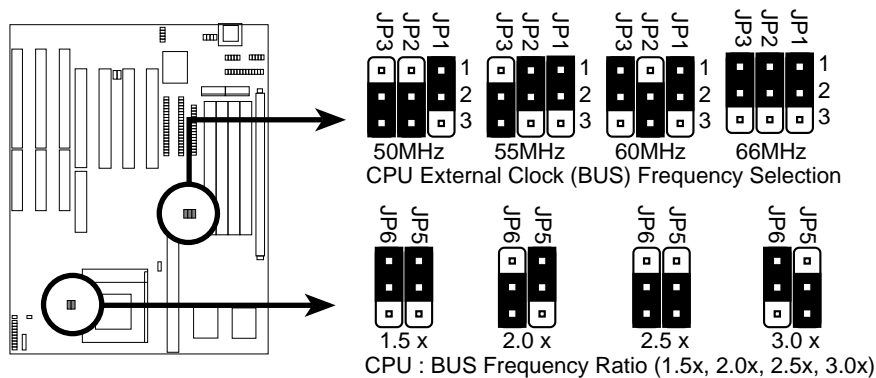 JP3 JP2 JP1 JP3 JP2 JP1 JP3 JP2 JP1 JP3 JP2 JP1
1 1 1 1
2 2 2 2
3 3 3 3
50MHz 55MHz 60MHz 66MHz
CPU External Clock (BUS) Frequency Selection
JP6 JP5 JP6 JP5 JP6 JP5 JP6 JP5
1.5 x 2.0 x 2.5 x 3.0 x
CPU : BUS Frequency Ratio (1.5x, 2.0x, 2.5x, 3.0x)